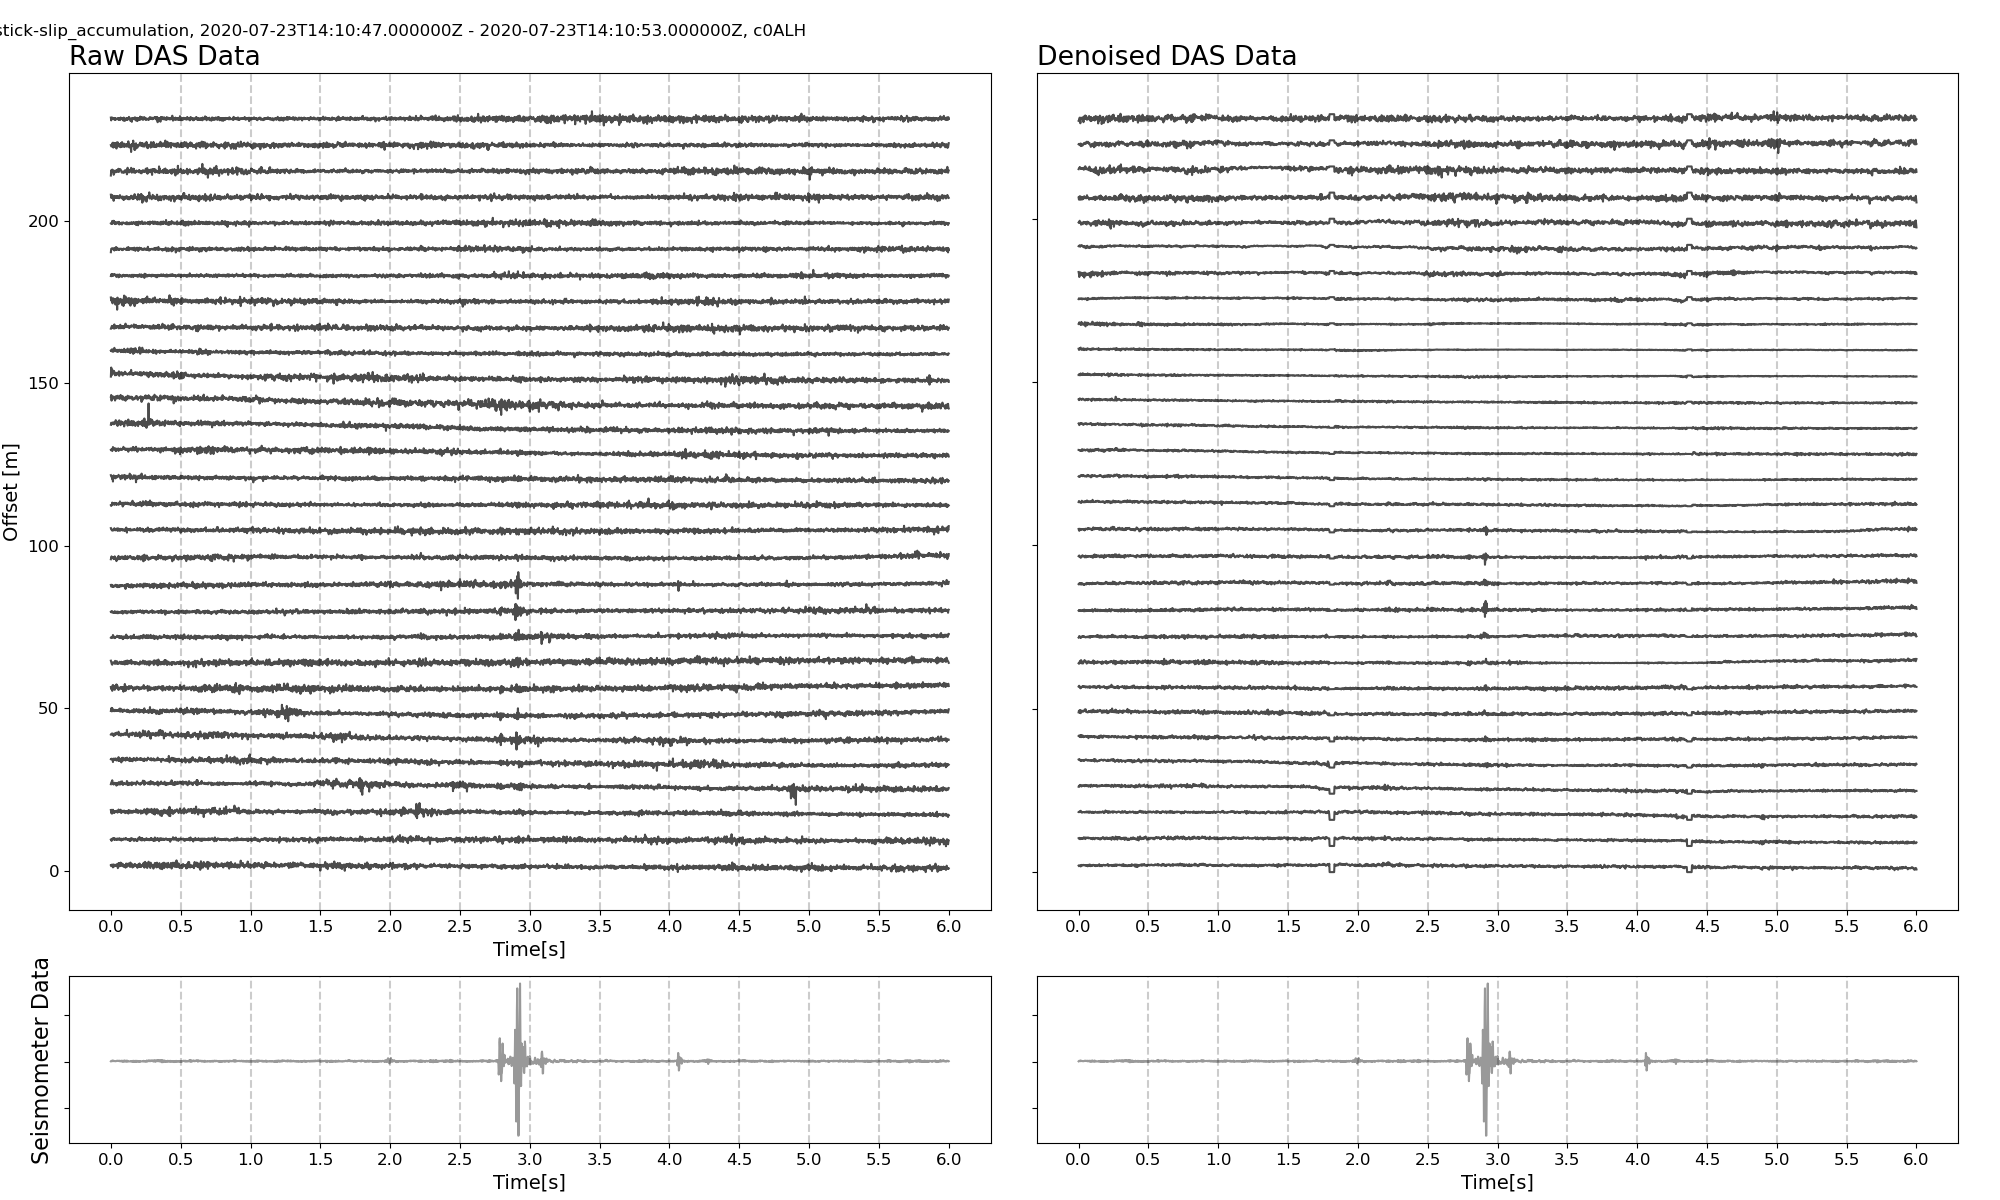 stick-slip_accumulation, 2020-07-23T14:10:47.000000Z - 2020-07-23T14:10:53.000000Z, c0ALH
Raw DAS Data
Denoised DAS Data
Offset [m]
200
150
100
50
0
0.0 0.5 1.0 1.5 2.0 2.5 3.0 3.5 4.0 4.5 5.0 5.5 6.0
Time[s]
0.0 0.5 1.0 1.5 2.0 2.5 3.0 3.5 4.0 4.5 5.0 5.5 6.0
Seismometer Data
0.0 0.5 1.0 1.5 2.0 2.5 3.0 3.5 4.0 4.5 5.0 5.5 6.0
Time[s]
0.0 0.5 1.0 1.5 2.0 2.5 3.0 3.5 4.0 4.5 5.0 5.5 6.0
Time[s]